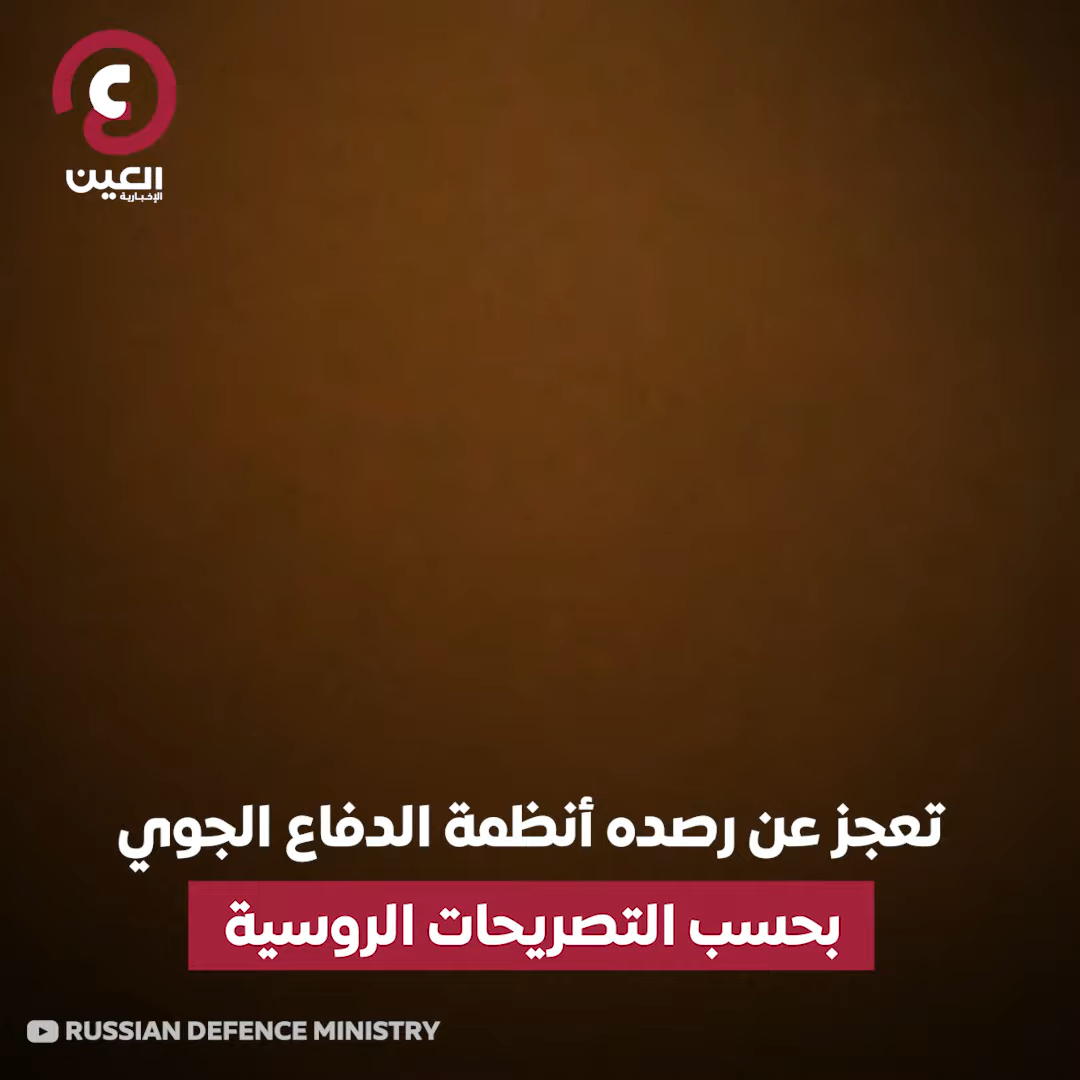 العين
الإخبارية
تعجز عن رصده أنظمة الدفاع الجوي
بحسب التصريحات الروسية
RUSSIAN DEFENCE MINISTRY